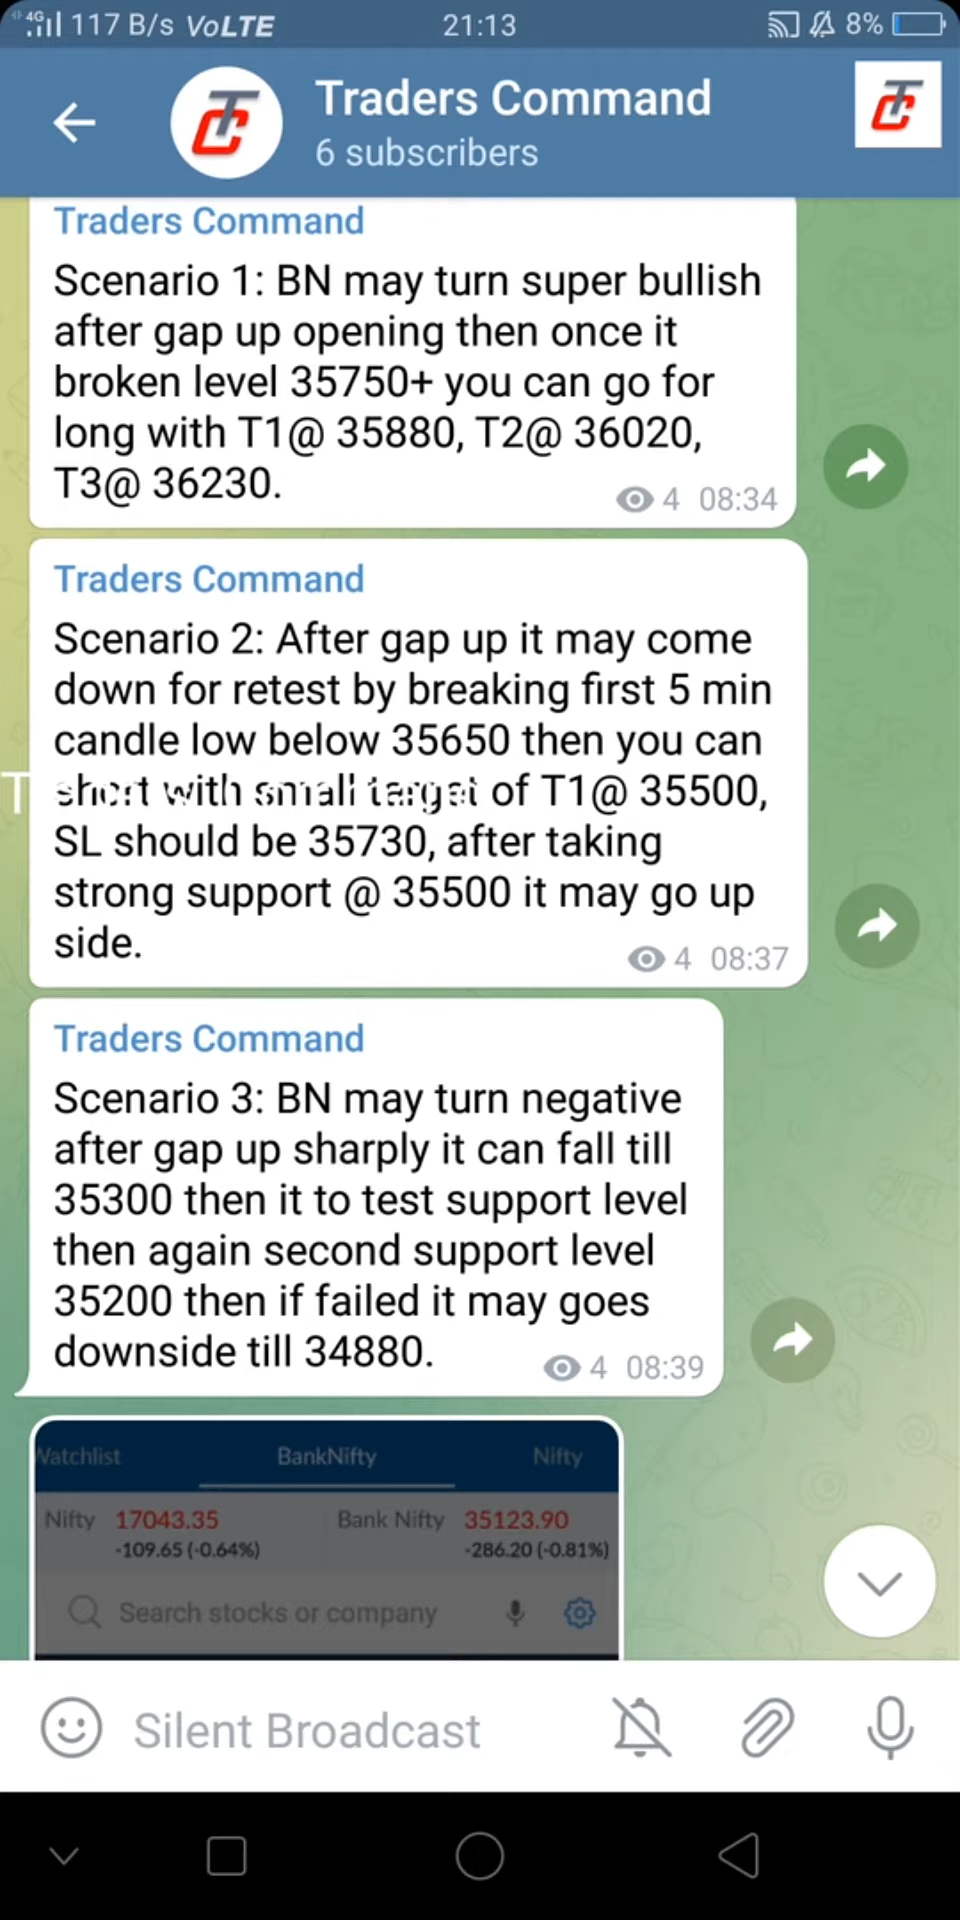 4G 117 B/s VoLTE 21:13 8%
Traders Command
6 subscribers
Traders Command
Scenario 1: BN may turn super bullish
after gap up opening then once it
broken level 35750+ you can go for
long with T1@ 35880, T2@ 36020,
T3@ 36230.
4 08:34
Traders Command
Scenario 2: After gap up it may come
down for retest by breaking first 5 min
candle low below 35650 then you can
short with small target of T1@ 35500,
SL should be 35730, after taking
strong support @ 35500 it may go up
side.
4 08:37
Traders Command
Scenario 3: BN may turn negative
after gap up sharply it can fall till
35300 then it to test support level
then again second support level
35200 then if failed it may goes
downside till 34880.
4 08:39
Watchlist BankNifty Nifty
Nifty 17043.35 Bank Nifty 35123.90
-109.65 (-0.64%) -286.20 (-0.81%)
Search stocks or company
Silent Broadcast